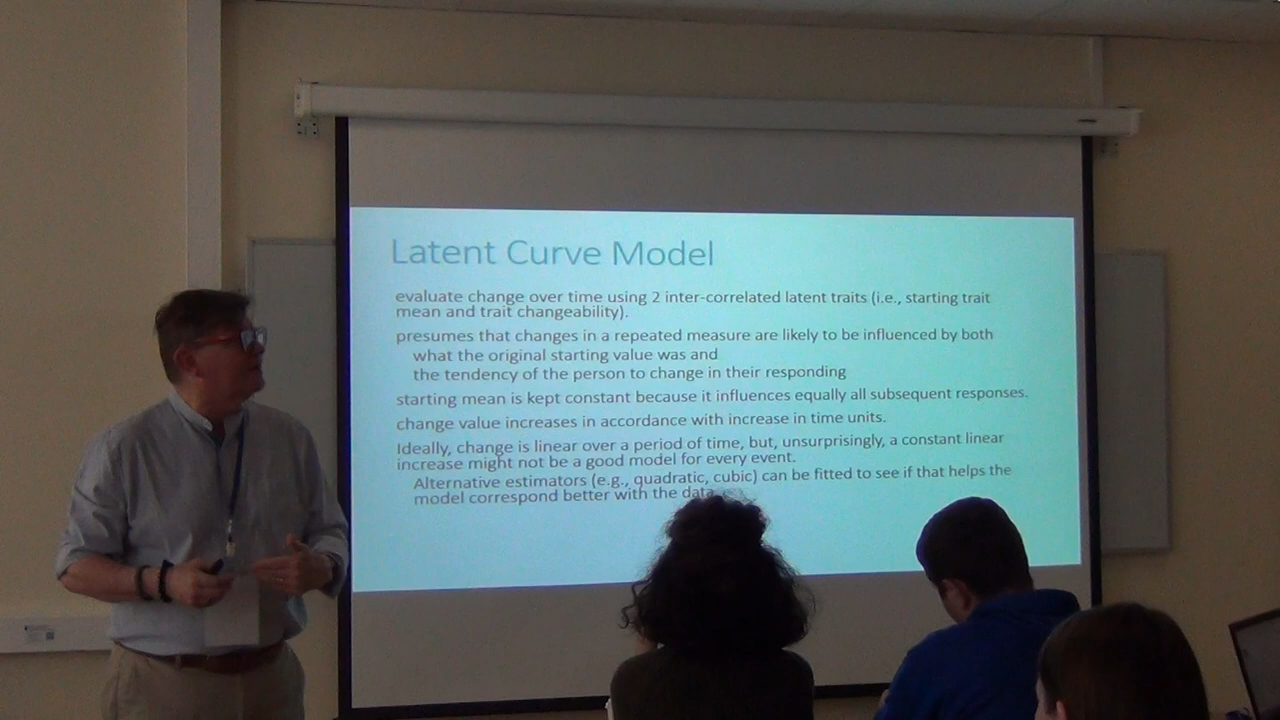 Latent Curve Model
evaluate change over time using 2 inter-correlated latent traits (i.e., starting trait
mean and trait changeability).
presumes that changes in a repeated measure are likely to be influenced by both
what the original starting value was and
the tendency of the person to change in their responding
starting mean is kept constant because it influences equally all subsequent responses.
change value increases in accordance with increase in time units.
Ideally, change is linear over a period of time, but, unsurprisingly, a constant linear
increase might not be a good model for every event.
Alternative estimators (e.g., quadratic, cubic) can be fitted to see if that helps the
model correspond better with the data